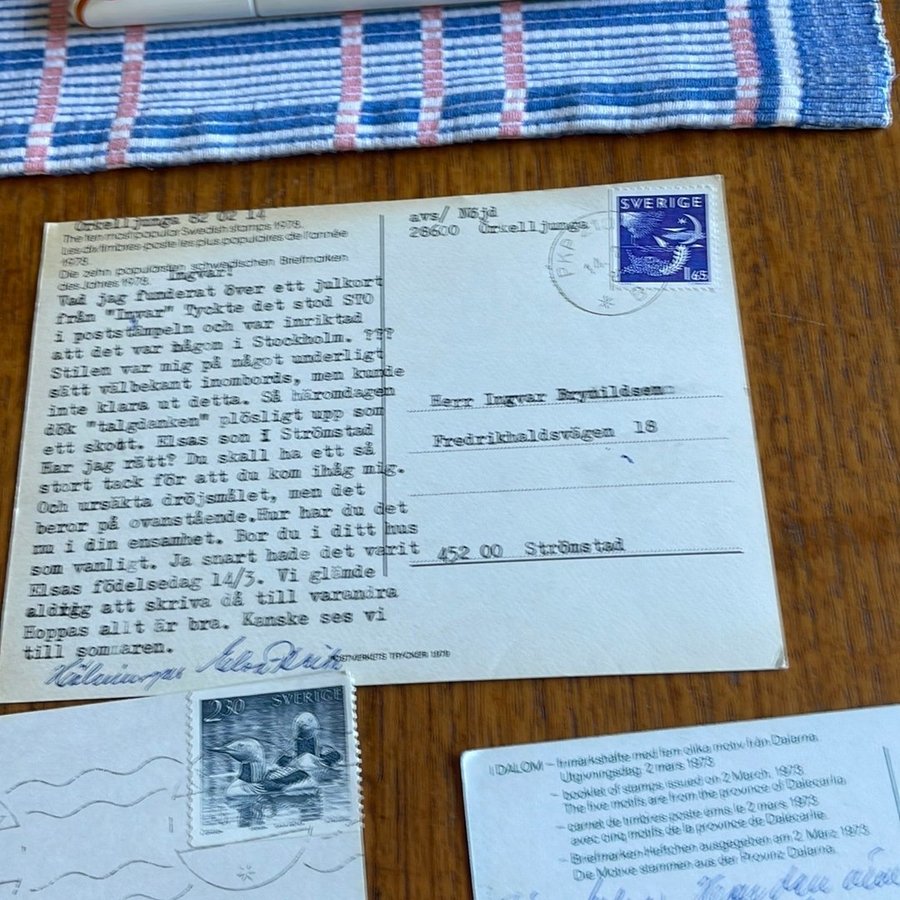 Örkelljunga 82 02 14
The ten most popular Swedish stamps 1978.
Les dix timbres-poste les plus populaires de l'année
1978.
Die zehn populärsten schwedischen Briefmarken
des Jahres 1978.
Ingvar!
Vad jag funderat över ett julkort
från "Invar" Tyckte det stod STO
i poststämpeln och var inriktad
att det var någon i Stockholm. ???
Stilen var mig på något underligt
sätt välbekant inombords, men kunde
inte klara ut detta. Så häromdagen
dök "talgdanken" plösligt upp som
ett skott. Elsas son i Strömstad
Har jag rätt? Du skall ha ett så
stort tack för att du kom ihåg mig.
Och ursäkta dröjsmålet, men det
beror på ovanstående.Hur har du det
nu i din ensamhet. Bor du i ditt hus
som vanligt. Ja snart hade det varit
Elsas födelsedag 14/3. Vi glömde
aldrig att skriva då till varandra
Hoppas allt är bra. Kanske ses vi
till sommaren.
POSTVERKETS TRYCKERI 1978
avs/ Nöjd
28600 Örkelljunga
SVERIGE
165
Herr Ingvar Brynildsen
Fredrikhaldsvägen 18
452 00 Strömstad
230 SVERIGE
I DALOM – frimärkshäfte med fem olika motiv från Dalarna.
Utgivningsdag 2 mars 1973
– booklet of stamps issued on 2 March, 1973
The five motifs are from the province of Dalecarlia
– carnet de timbres-poste émis le 2 mars 1973
avec cinq motifs de la province de Dalecarlie
– Briefmarken-Heftchen ausgegeben am 2. März 1973
Die Motive stammen aus der Provinz Dalarna.